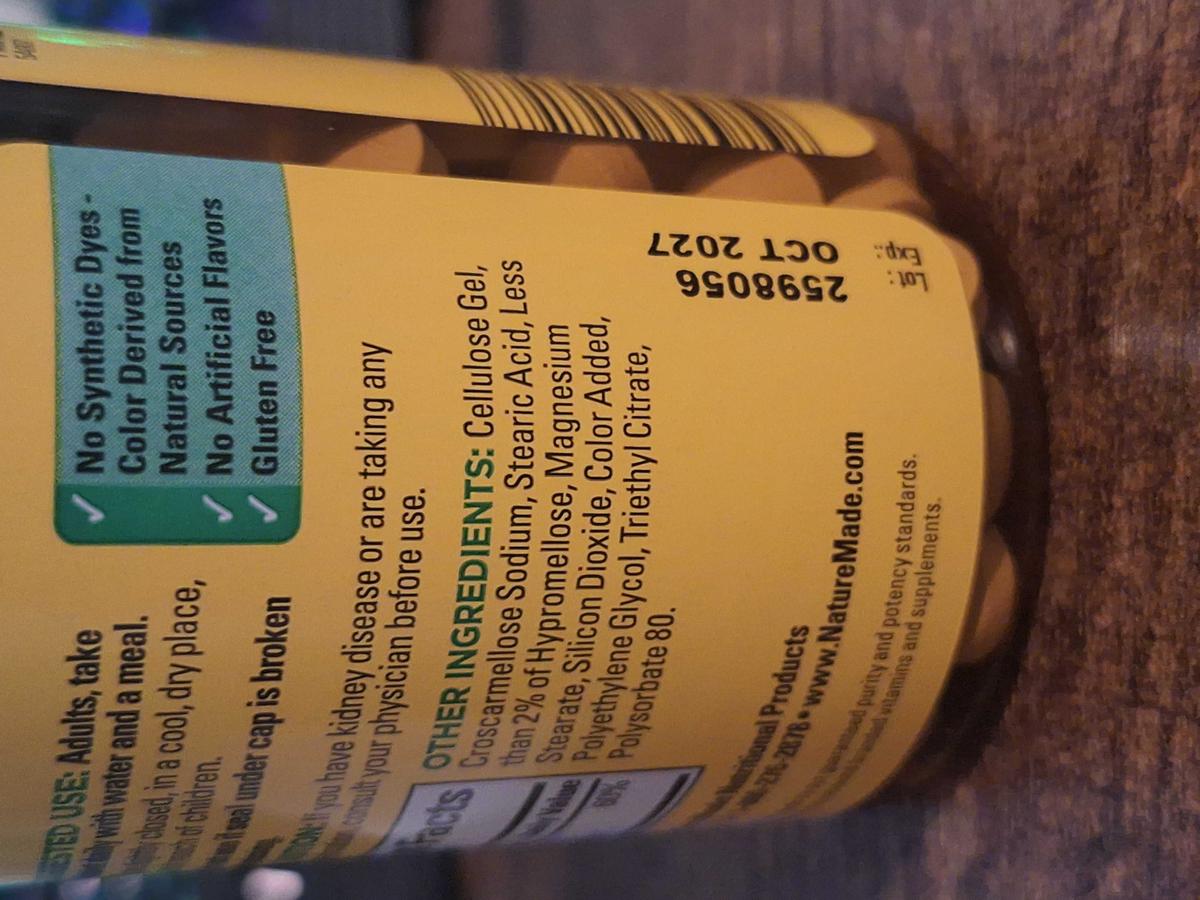 USE: Adults, take
with water and a meal.
closed, in a cool, dry place,
of children.
if seal under cap is broken
No Synthetic Dyes -
Color Derived from
Natural Sources
No Artificial Flavors
Gluten Free
If you have kidney disease or are taking any
consult your physician before use.
Facts
Value
OTHER INGREDIENTS: Cellulose Gel,
Croscarmellose Sodium, Stearic Acid, Less
than 2% of Hypromellose, Magnesium
Stearate, Silicon Dioxide, Color Added,
Polyethylene Glycol, Triethyl Citrate,
Polysorbate 80.
Nutritional Products
www.NatureMade.com
purity and potency standards.
vitamins and supplements.
2598056
OCT 2027
Lot:
Exp.: